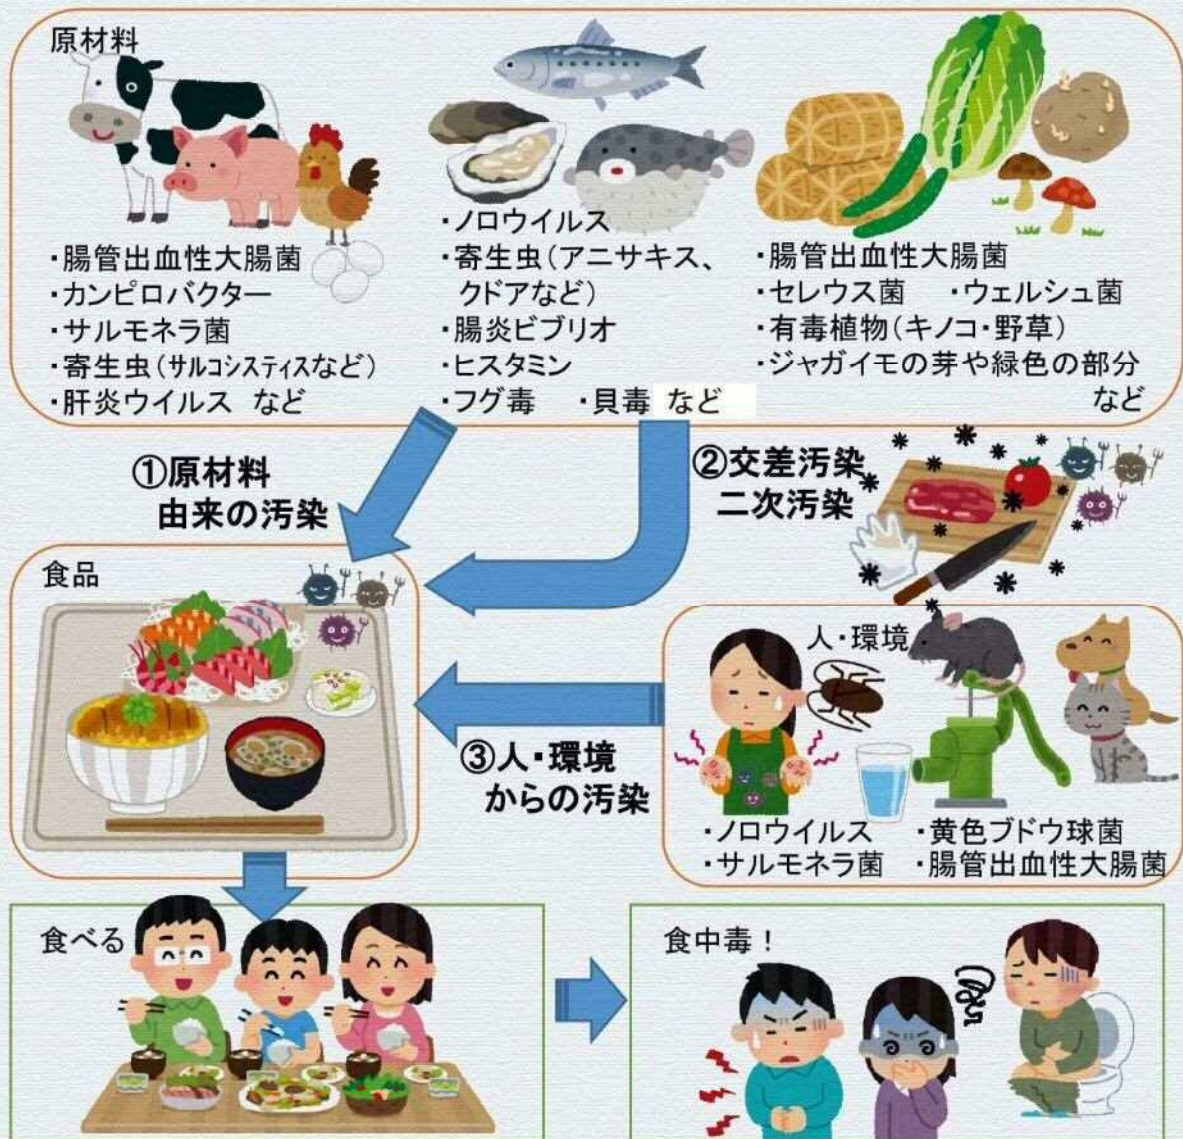 原材料
・腸管出血性大腸菌
・カンピロバクター
・サルモネラ菌
・寄生虫(サルコシスティスなど)
・肝炎ウイルス など
・ノロウイルス
・寄生虫(アニサキス、
クドアなど)
・腸炎ビブリオ
・ヒスタミン
・フグ毒 ・貝毒 など
・腸管出血性大腸菌
・セレウス菌 ・ウェルシュ菌
・有毒植物(キノコ・野草)
・ジャガイモの芽や緑色の部分
など
①原材料
由来の汚染
②交差汚染
二次汚染
食品
人・環境
③人・環境
からの汚染
・ノロウイルス ・黄色ブドウ球菌
・サルモネラ菌 ・腸管出血性大腸菌
食べる
食中毒!